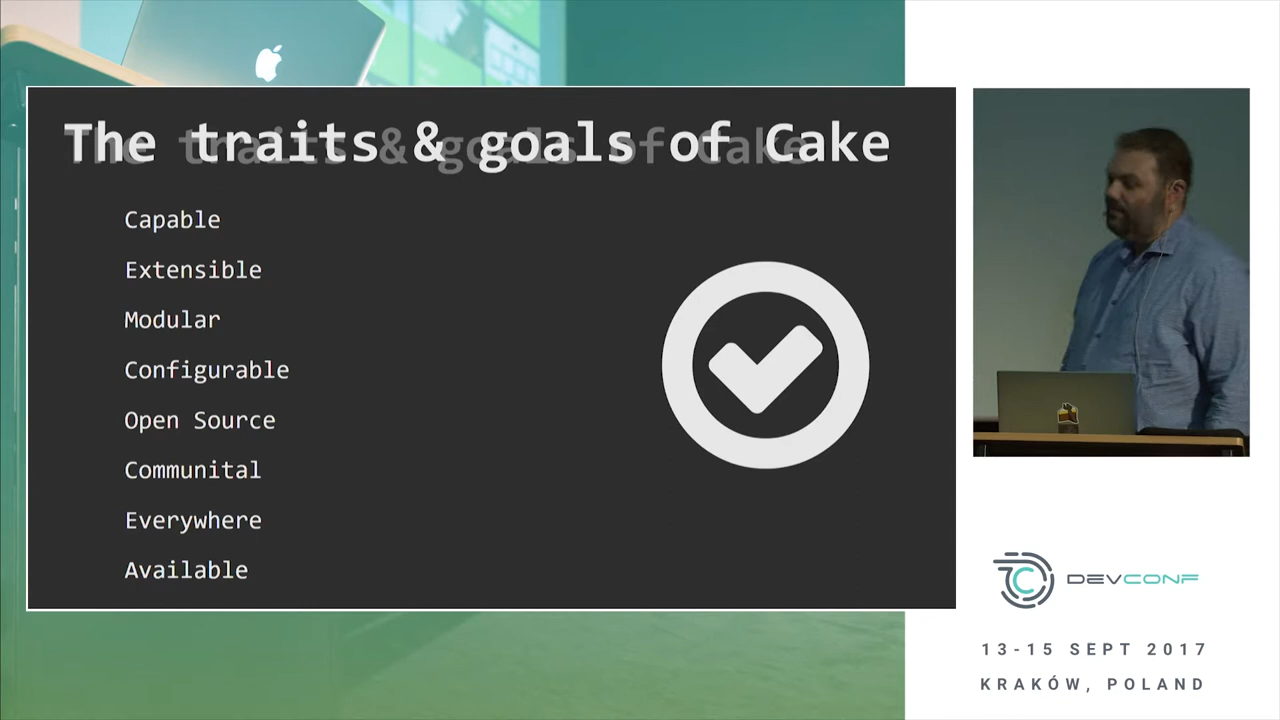 The traits & goals of Cake
Capable
Extensible
Modular
Configurable
Open Source
Communital
Everywhere
Available
DEVCONF
13-15 SEPT 2017
KRAKÓW, POLAND